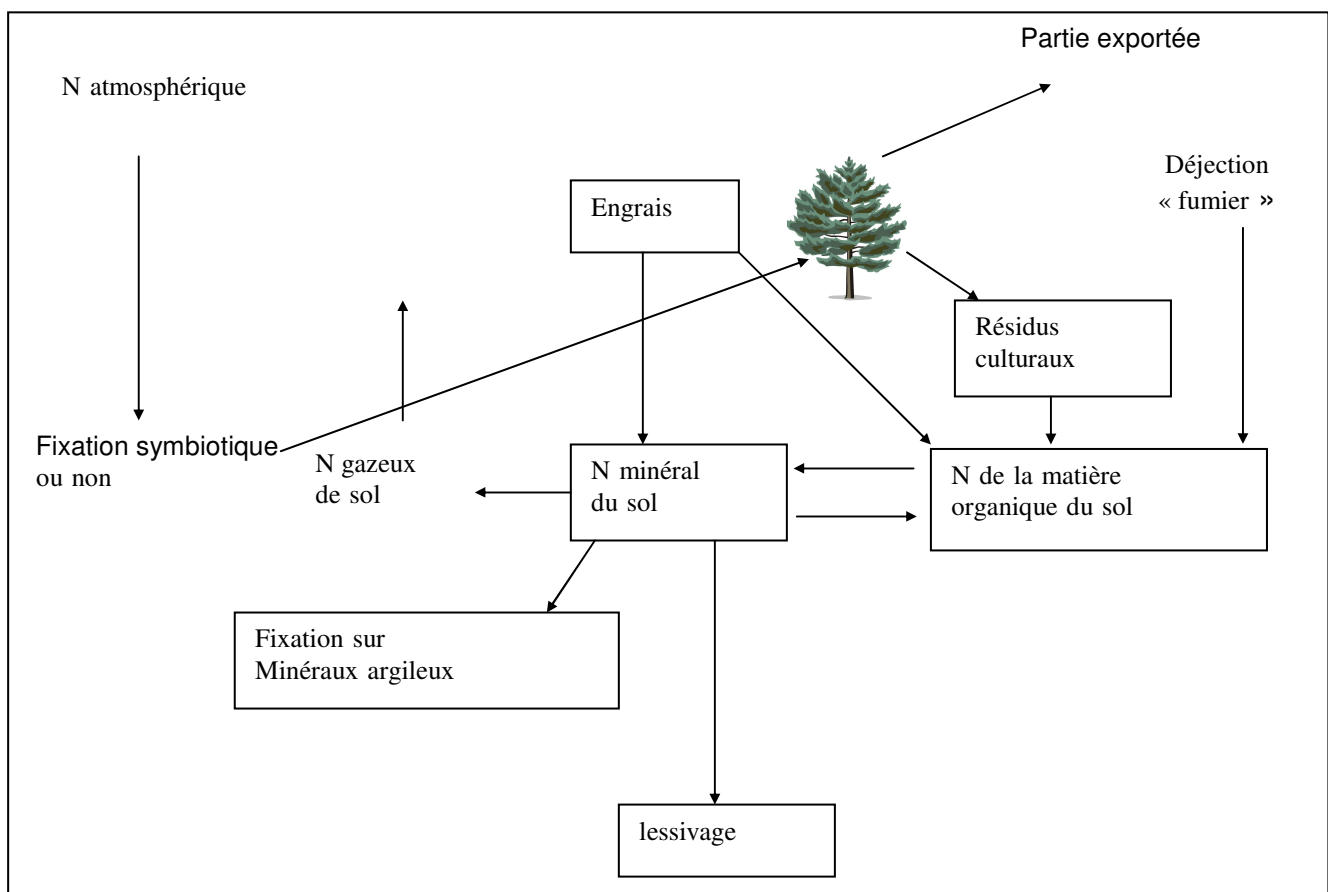 Partie exportée
N atmosphérique
Déjection
« fumier »
Engrais
Résidus
culturaux
Fixation symbiotique
ou non
N gazeux
de sol
N minéral
du sol
N de la matière
organique du sol
Fixation sur
Minéraux argileux
lessivage